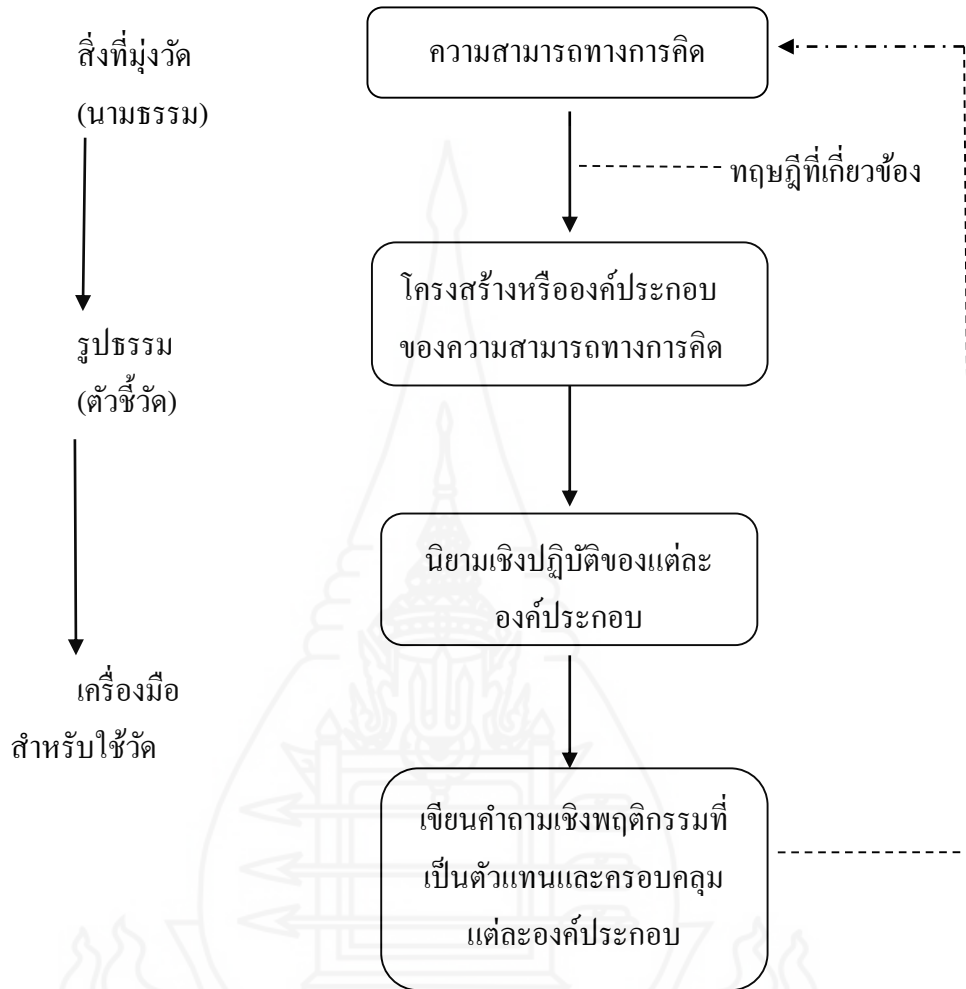 สิ่งที่มุ่งวัด
(นามธรรม)
ความสามารถทางการคิด
ทฤษฎีที่เกี่ยวข้อง
โครงสร้างหรือองค์ประกอบ
ของความสามารถทางการคิด
รูปธรรม
(ตัวชี้วัด)
นิยามเชิงปฏิบัติของแต่ละ
องค์ประกอบ
เครื่องมือ
สำหรับใช้วัด
เขียนคำถามเชิงพฤติกรรมที่
เป็นตัวแทนและครอบคลุม
แต่ละองค์ประกอบ